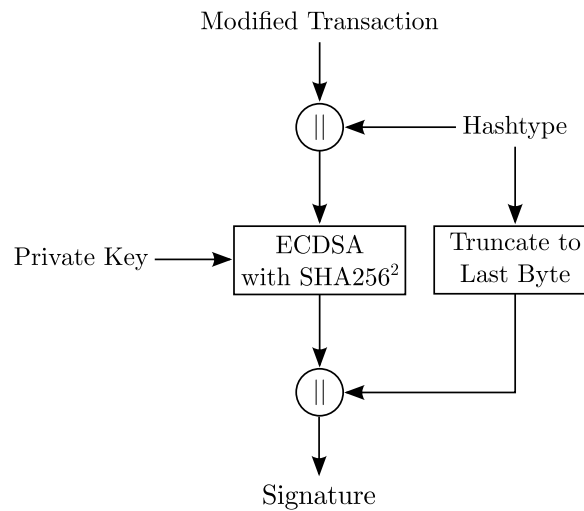 Modified Transaction
||
Hashtype
Private Key
ECDSA
with SHA256²
Truncate to
Last Byte
||
Signature